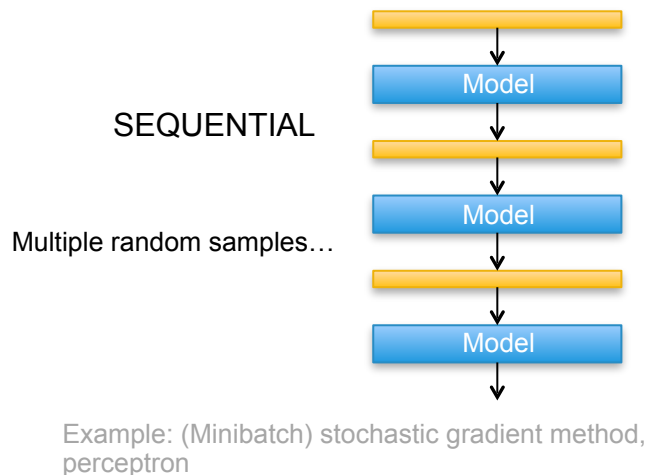 Model
SEQUENTIAL
Model
Multiple random samples…
Model
Example: (Minibatch) stochastic gradient method,
perceptron